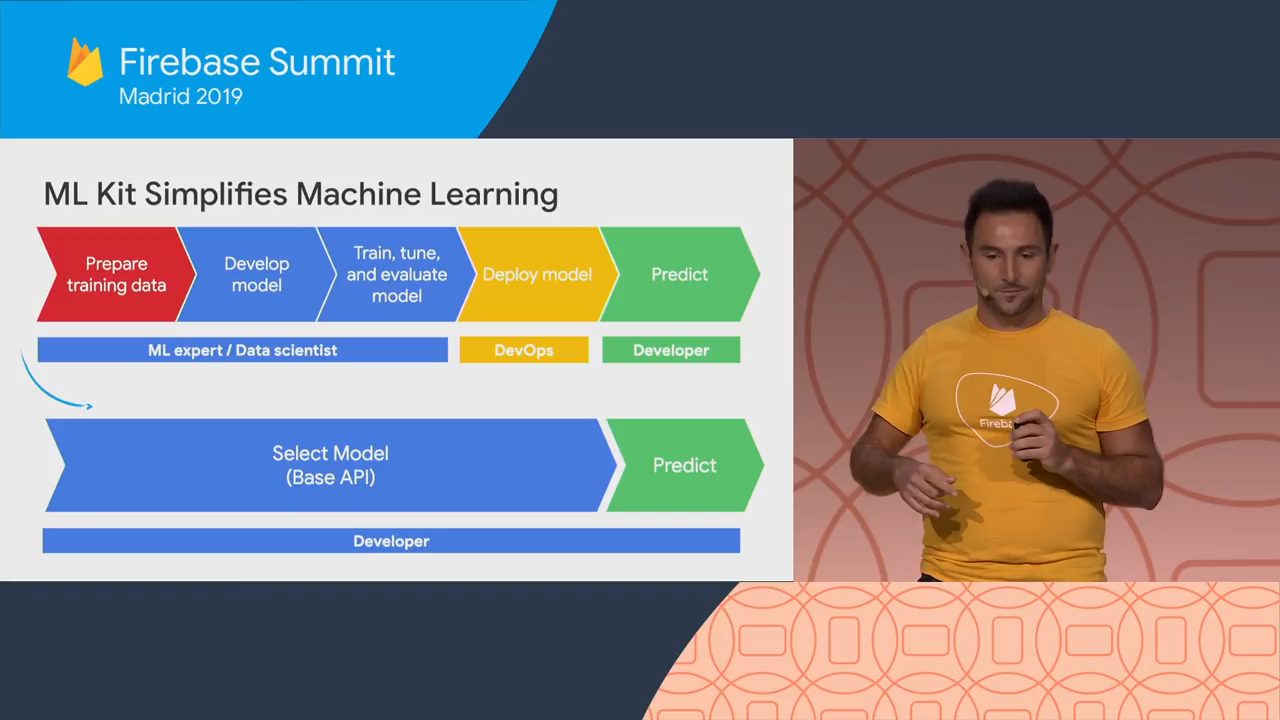 Firebase Summit
Madrid 2019
ML Kit Simplifies Machine Learning
Prepare
training data
Develop
model
Train, tune,
and evaluate
model
Deploy model
Predict
ML expert / Data scientist
DevOps
Developer
Select Model
(Base API)
Predict
Developer